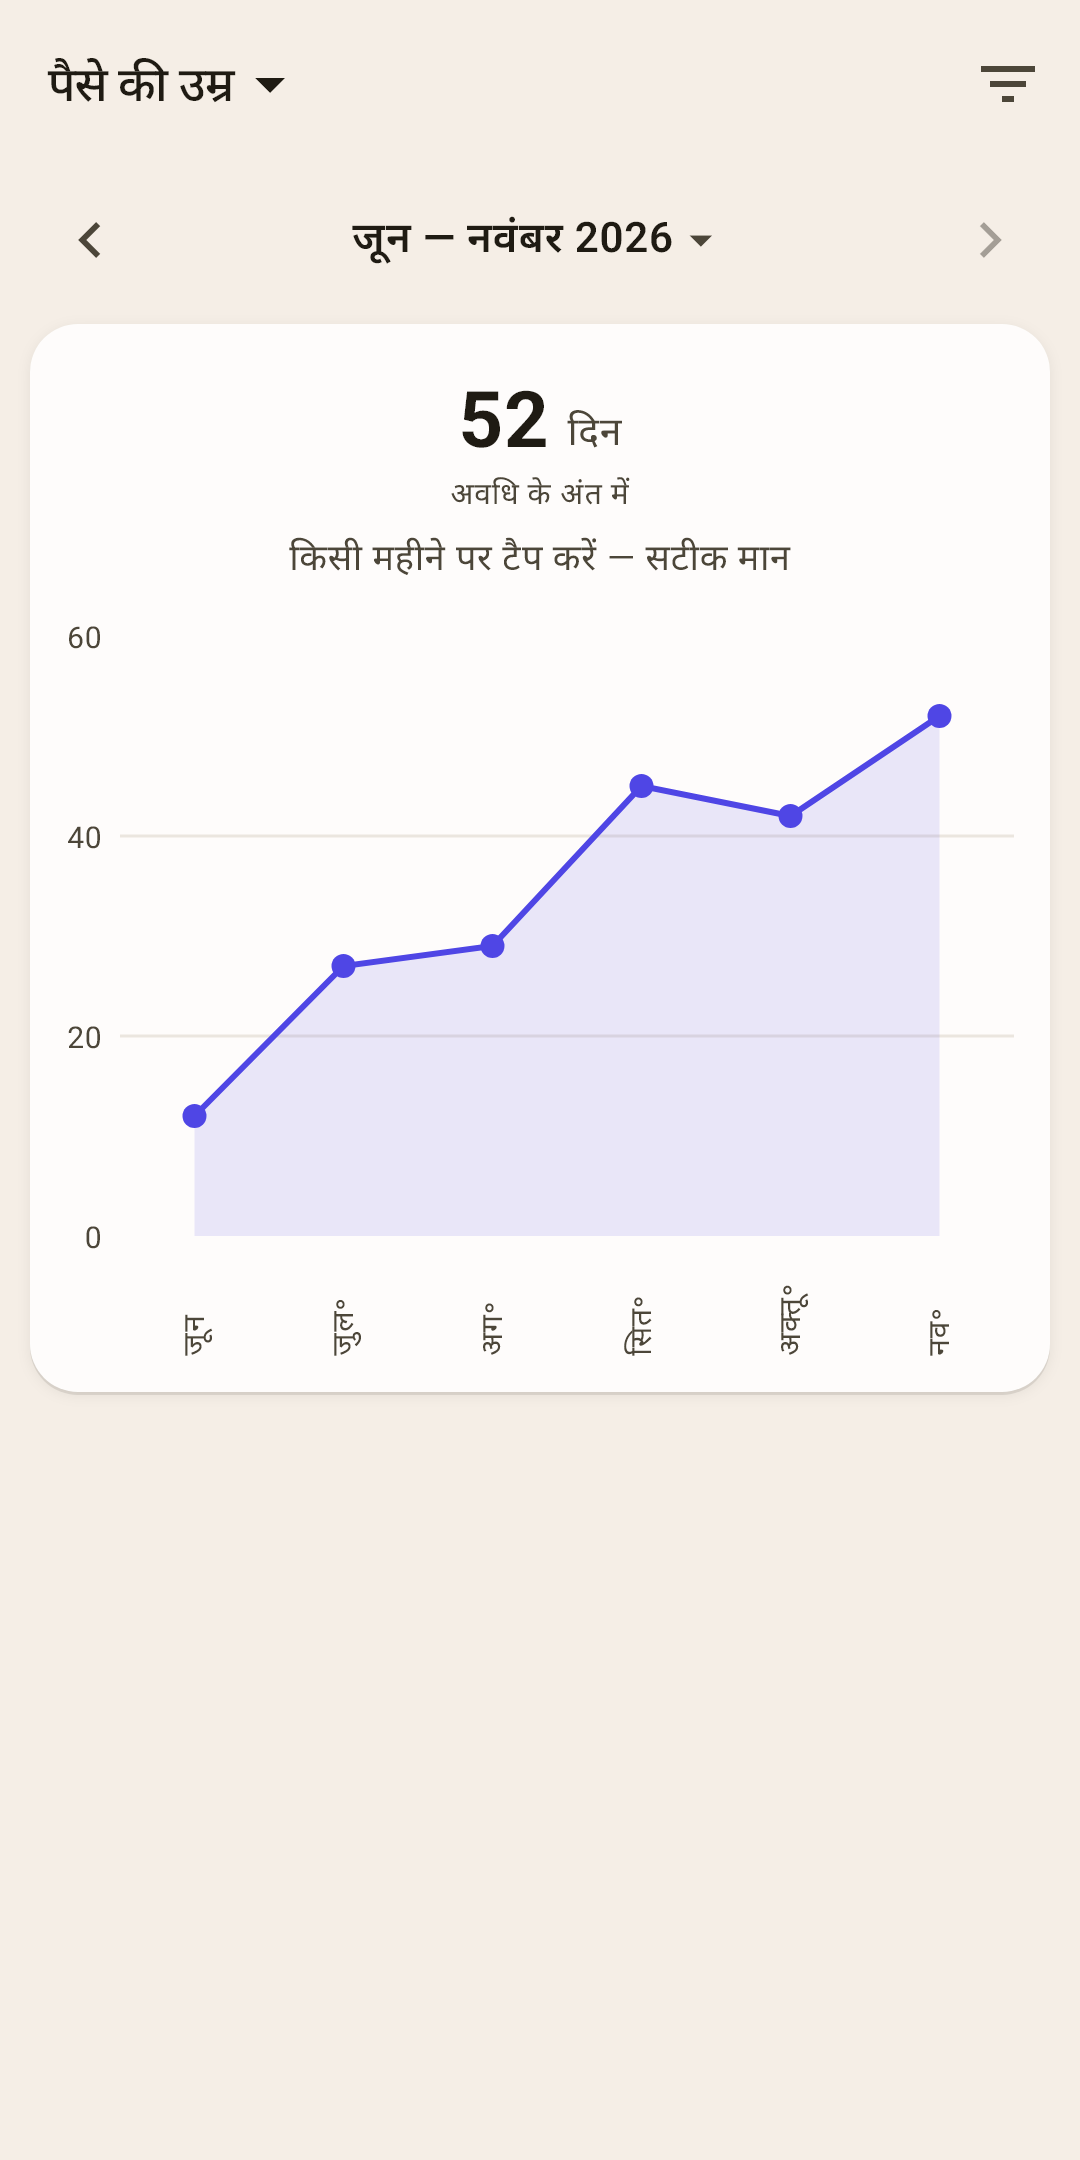 पैसे की उम्र
जून — नवंबर 2026
52 दिन
अवधि के अंत में
किसी महीने पर टैप करें — सटीक मान
60
40
20
0
जून
जुल॰
अग॰
सित॰
अक्तू॰
नव॰